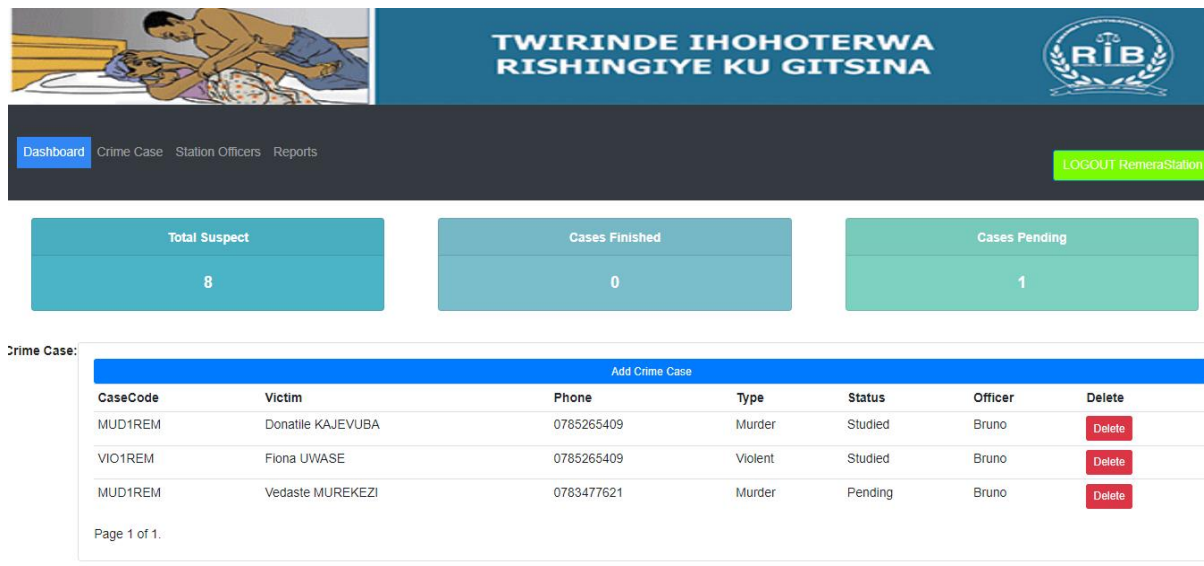 TWIRINDE IHOHOTERWA
RISHINGIYE KU GITSINA
RIB
Dashboard Crime Case Station Officers Reports
LOGOUT RemeraStation
Total Suspect Cases Finished Cases Pending
8 0 1
Crime Case:
Add Crime Case
CaseCode Victim Phone Type Status Officer Delete
MUD1REM Donatile KAJEVUBA 0785265409 Murder Studied Bruno Delete
VIO1REM Fiona UWASE 0785265409 Violent Studied Bruno Delete
MUD1REM Vedaste MUREKEZI 0783477621 Murder Pending Bruno Delete
Page 1 of 1.